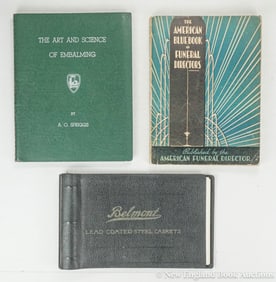 THE ART AND SCIENCE
OF EMBALMING
BY
A. O. SPRIGGS
THE
AMERICAN
BLUE BOOK
OF
FUNERAL
DIRECTORS
Published by the
AMERICAN FUNERAL DIRECTOR
Belmont
LEAD COATED STEEL CASKETS
© New England Book Auctions